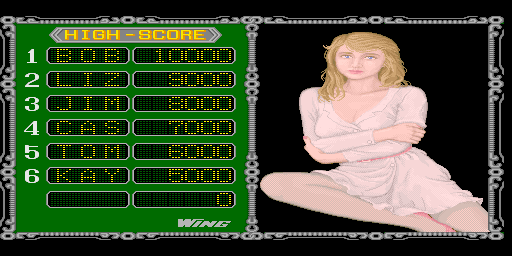 HIGH-SCORE
1 BOB 10000
2 LIZ 9000
3 JIM 8000
4 CAS 7000
5 TOM 6000
6 KAY 5000
0
WING